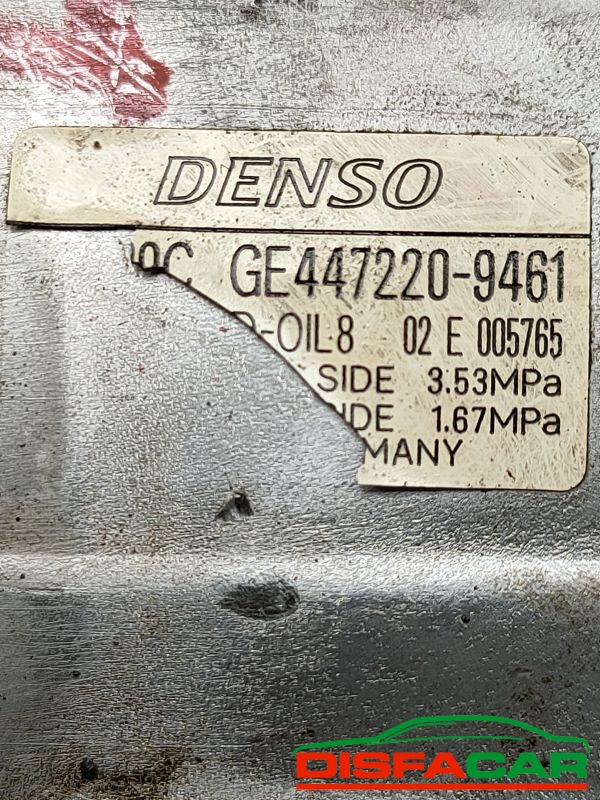 DENSO
GE447220-9461
D-OIL8 02 E 005765
SIDE 3.53MPa
IDE 1.67MPa
MANY
DISFACAR